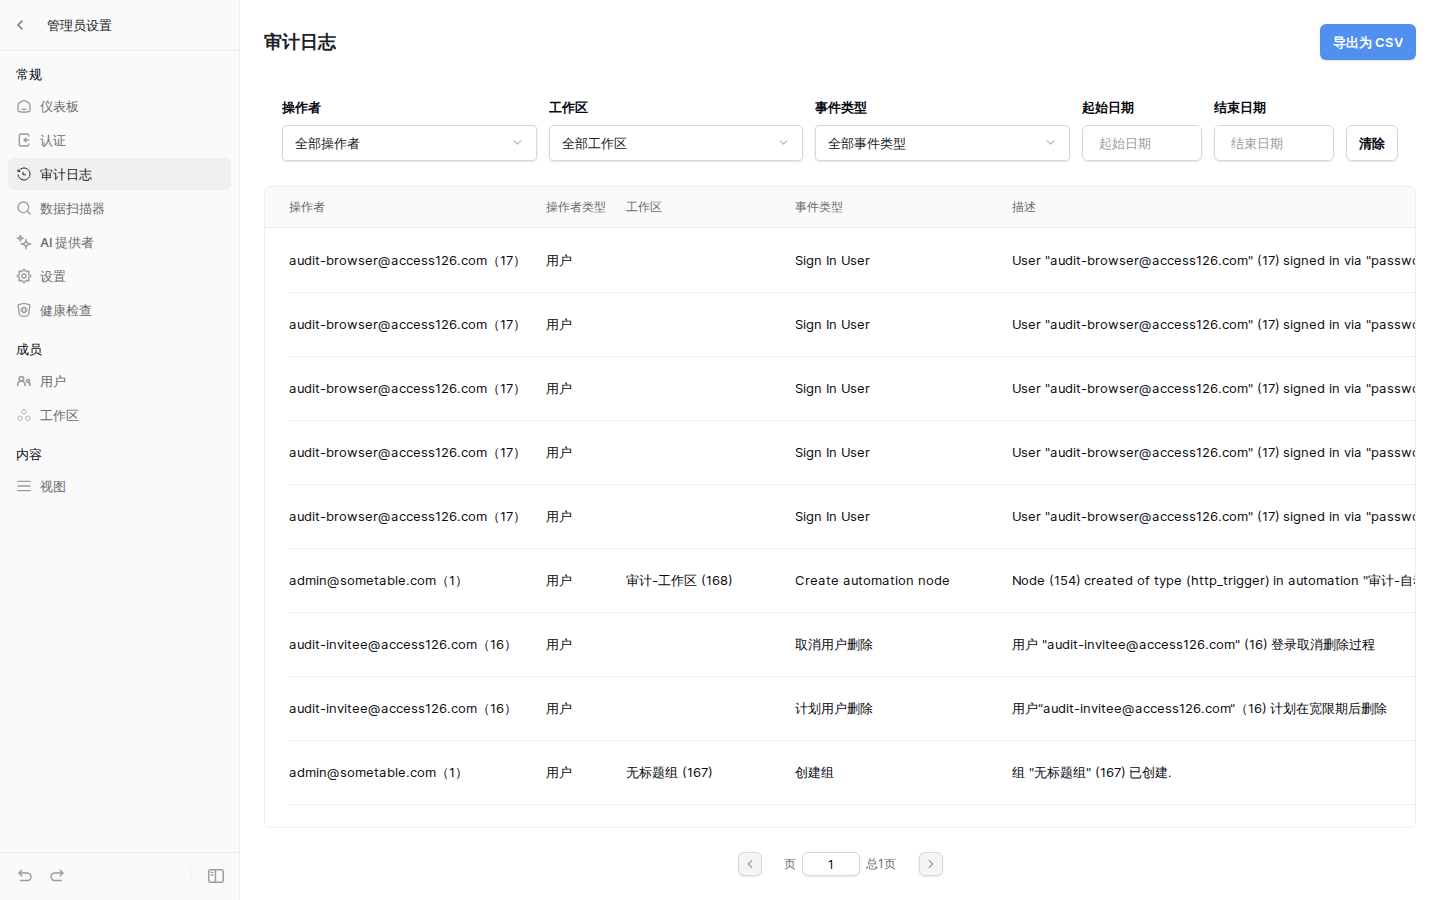 管理员设置
常规
仪表板
认证
审计日志
数据扫描器
AI 提供者
设置
健康检查
成员
用户
工作区
内容
视图
审计日志
导出为 CSV
操作者 工作区 事件类型 起始日期 结束日期
全部操作者 全部工作区 全部事件类型 起始日期 结束日期 清除
操作者 操作者类型 工作区 事件类型 描述
audit-browser@access126.com（17） 用户 Sign In User User "audit-browser@access126.com" (17) signed in via "passwo
audit-browser@access126.com（17） 用户 Sign In User User "audit-browser@access126.com" (17) signed in via "passwo
audit-browser@access126.com（17） 用户 Sign In User User "audit-browser@access126.com" (17) signed in via "passwo
audit-browser@access126.com（17） 用户 Sign In User User "audit-browser@access126.com" (17) signed in via "passwo
audit-browser@access126.com（17） 用户 Sign In User User "audit-browser@access126.com" (17) signed in via "passwo
admin@sometable.com（1） 用户 审计-工作区 (168) Create automation node Node (154) created of type (http_trigger) in automation "审计-自
audit-invitee@access126.com（16） 用户 取消用户删除 用户 "audit-invitee@access126.com" (16) 登录取消删除过程
audit-invitee@access126.com（16） 用户 计划用户删除 用户“audit-invitee@access126.com“（16) 计划在宽限期后删除
admin@sometable.com（1） 用户 无标题组 (167) 创建组 组 "无标题组" (167) 已创建.
页 1 总1页